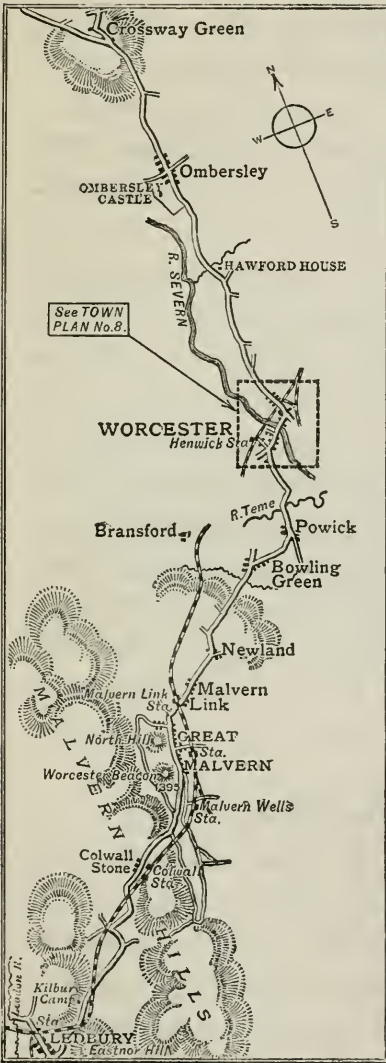 Crossway Green
N
W
E
S
Ombersley
OMBERSLEY
CASTLE
HAWFORD HOUSE
R. SEVERN
See TOWN
PLAN No. 8.
WORCESTER
Henwick Sta.
R. Teme
Powick
Bransford
Bowling
Green
Newland
Malvern Link
Sta.
Malvern
Link
North Hill
GREAT
Sta.
MALVERN
Worcester Beacon
1395
Malvern Wells
Sta.
MALVERN
Colwall
Stone
Colwall
Sta.
HILLS
Leadon R.
Kilbury
Camp
Sta.
LEDBURY
Eastnor Hill